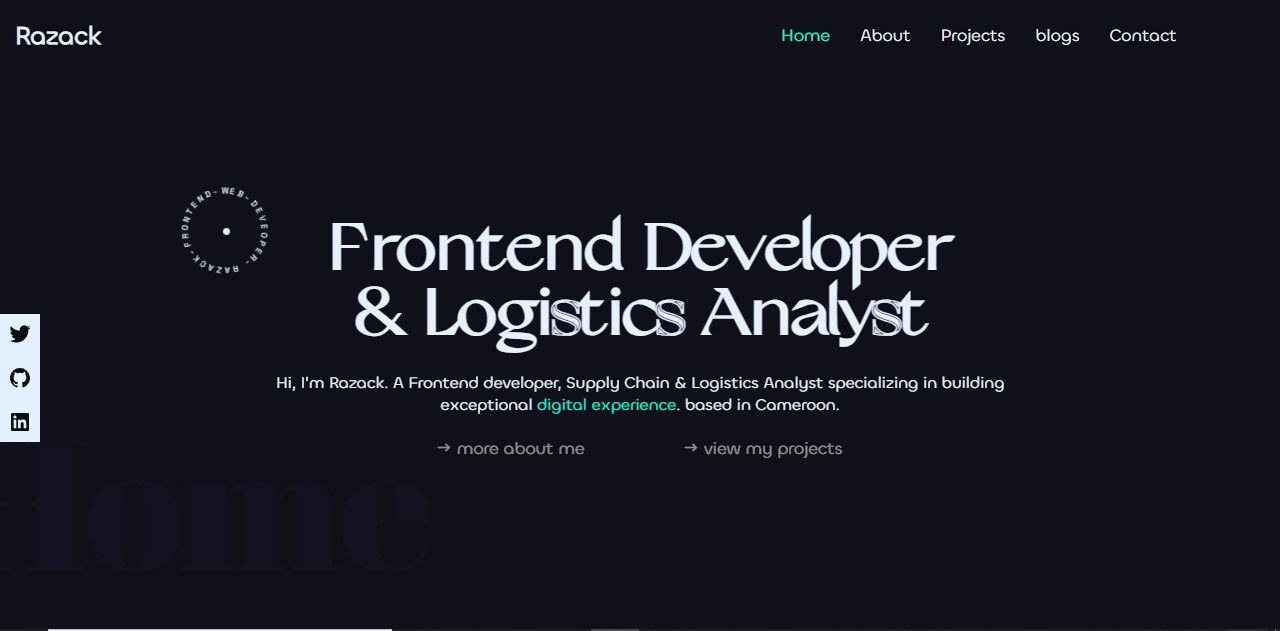 Razack
Home About Projects blogs Contact
FRONTEND-WEB-DEVEOPER-RAZACK-
Frontend Developer
& Logistics Analyst
Hi, I'm Razack. A Frontend developer, Supply Chain & Logistics Analyst specializing in building
exceptional digital experience. based in Cameroon.
→ more about me → view my projects
in
Home